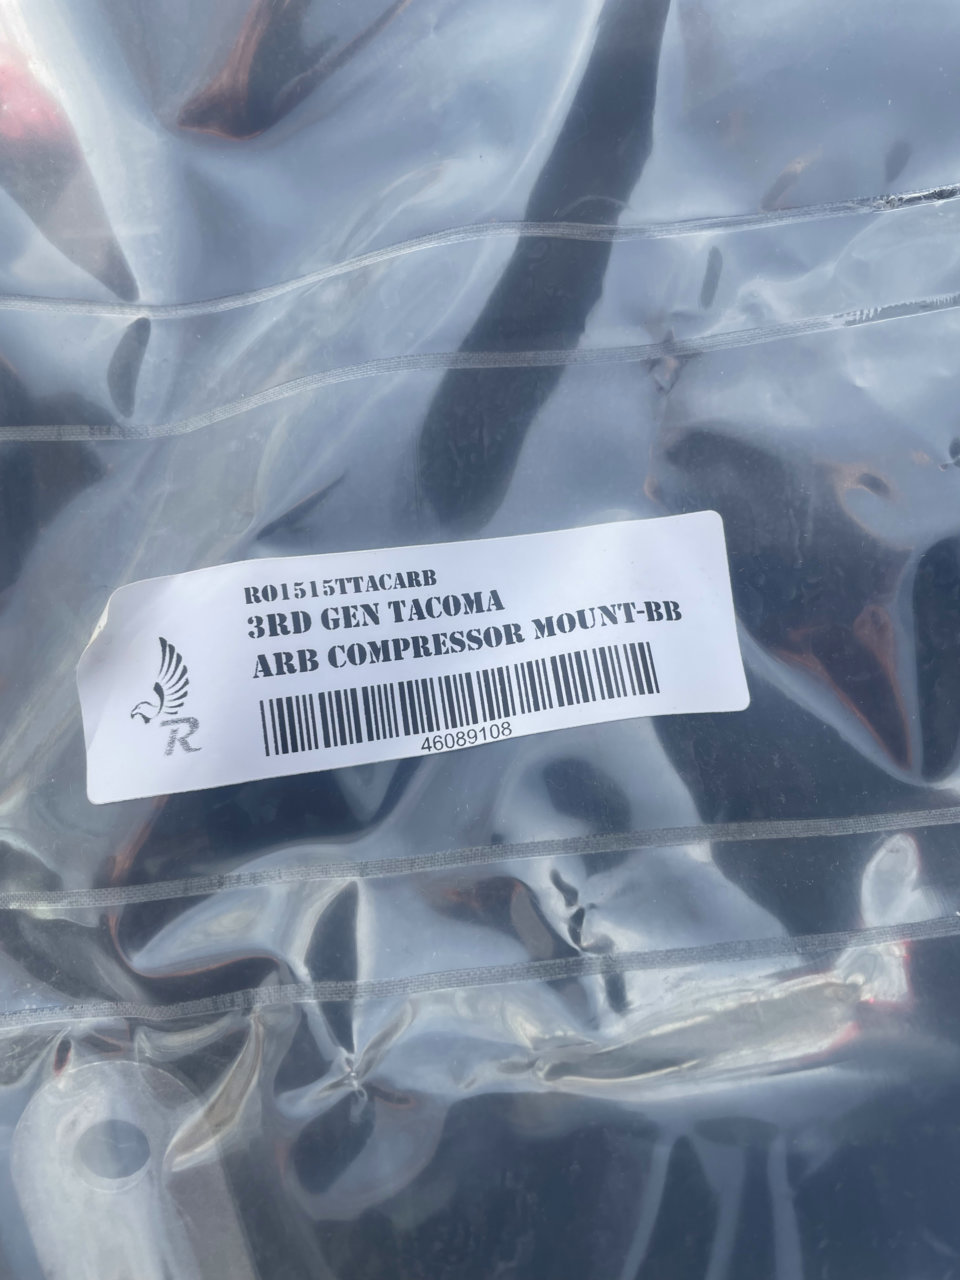 RO1515TTACARB
3RD GEN TACOMA
ARB COMPRESSOR MOUNT-BB
R
46089108